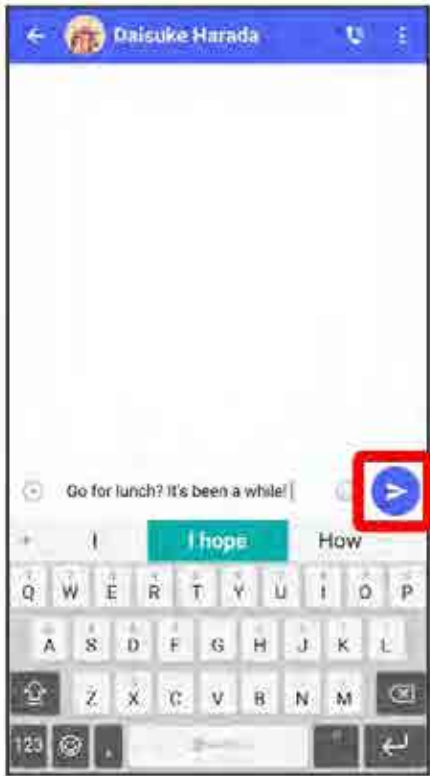 Daisuke Harada
Go for lunch? It's been a while!
I I hope How
Q W E R T Y U I O P
A S D F G H J K L
Z X C V B N M
123 ,